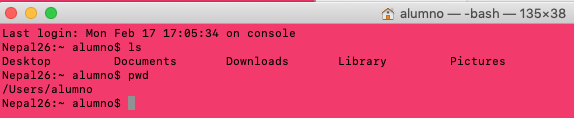 alumno — -bash — 135×38
Last login: Mon Feb 17 17:05:34 on console
Nepal26:~ alumno$ ls
Desktop Documents Downloads Library Pictures
Nepal26:~ alumno$ pwd
/Users/alumno
Nepal26:~ alumno$